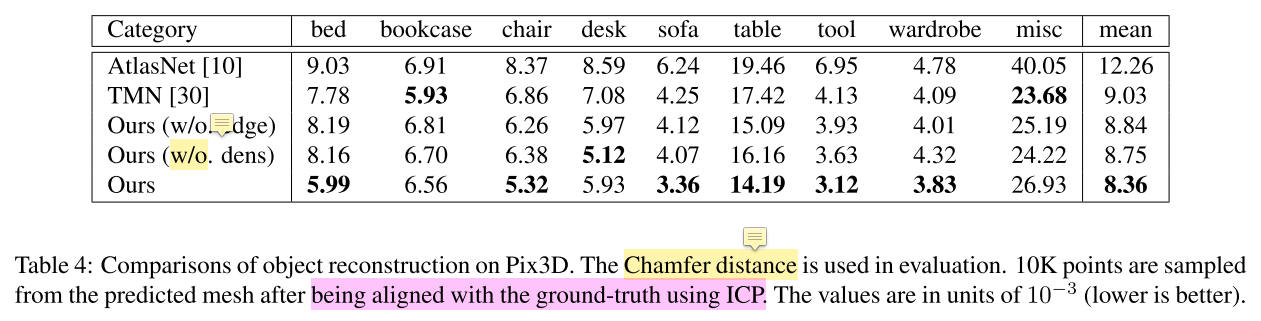 Category bed bookcase chair desk sofa table tool wardrobe misc mean
AtlasNet [10] 9.03 6.91 8.37 8.59 6.24 19.46 6.95 4.78 40.05 12.26
TMN [30] 7.78 5.93 6.86 7.08 4.25 17.42 4.13 4.09 23.68 9.03
Ours (w/o. dge) 8.19 6.81 6.26 5.97 4.12 15.09 3.93 4.01 25.19 8.84
Ours (w/o. dens) 8.16 6.70 6.38 5.12 4.07 16.16 3.63 4.32 24.22 8.75
Ours 5.99 6.56 5.32 5.93 3.36 14.19 3.12 3.83 26.93 8.36
Table 4: Comparisons of object reconstruction on Pix3D. The Chamfer distance is used in evaluation. 10K points are sampled
from the predicted mesh after being aligned with the ground-truth using ICP. The values are in units of 10⁻³ (lower is better).